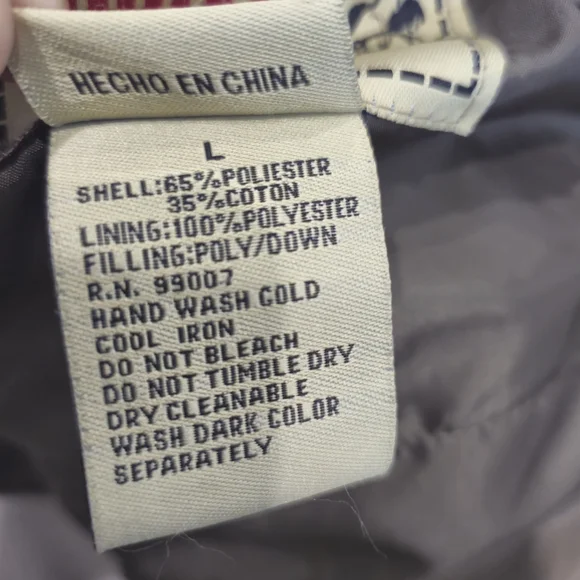 HECHO EN CHINA
L
SHELL:65%POLIESTER
35%COTON
LINING:100%POLYESTER
FILLING:POLY/DOWN
R.N. 99007
HAND WASH COLD
COOL IRON
DO NOT BLEACH
DO NOT TUMBLE DRY
DRY CLEANABLE
WASH DARK COLOR
SEPARATELY